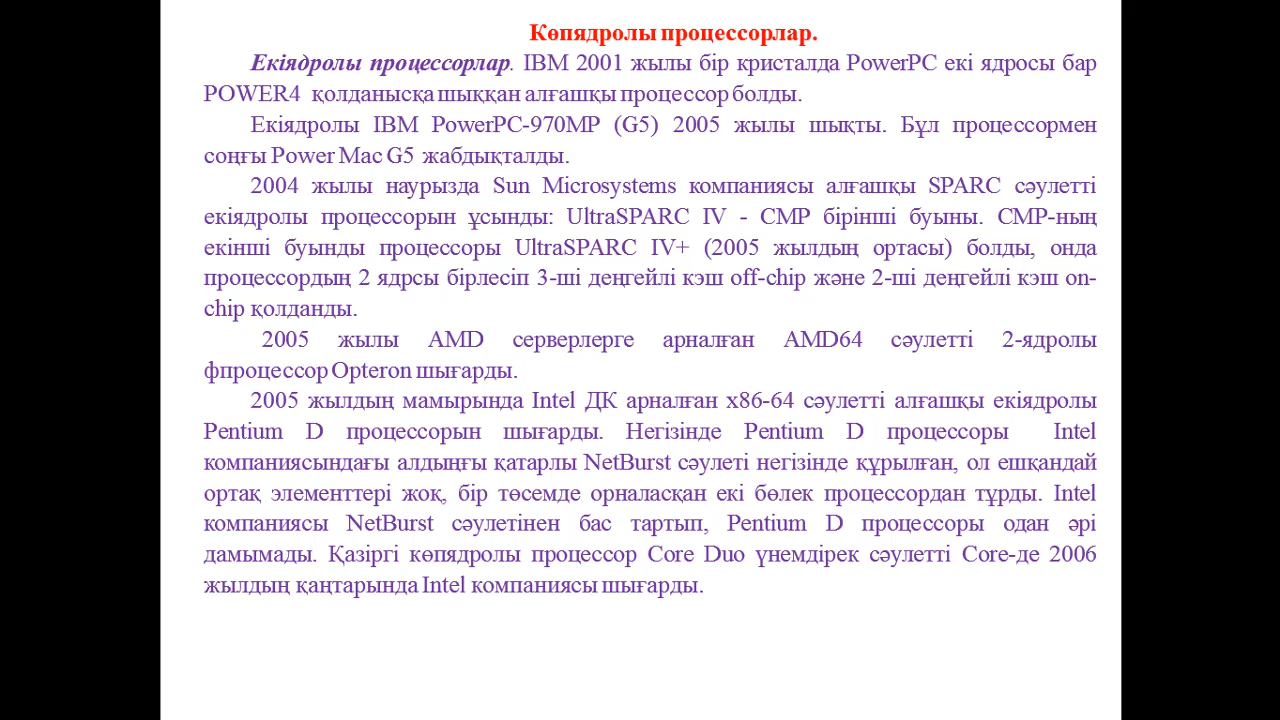 Көпядролы процессорлар.
Екіядролы процессорлар. IBM 2001 жылы бір кристалда PowerPC екі ядросы бар
POWER4 қолданысқа шыққан алғашқы процессор болды.
Екіядролы IBM PowerPC-970MP (G5) 2005 жылы шықты. Бұл процессормен
соңғы Power Mac G5 жабдықталды.
2004 жылы наурызда Sun Microsystems компаниясы алғашқы SPARC сәулетті
екіядролы процессорын ұсынды: UltraSPARC IV - CMP бірінші буыны. CMP-ның
екінші буынды процессоры UltraSPARC IV+ (2005 жылдың ортасы) болды, онда
процессордың 2 ядрсы бірлесіп 3-ші деңгейлі кэш off-chip және 2-ші деңгейлі кэш on-
chip қолданды.
2005 жылы AMD серверлерге арналған AMD64 сәулетті 2-ядролы
фпроцессор Opteron шығарды.
2005 жылдың мамырында Intel ДК арналған x86-64 сәулетті алғашқы екіядролы
Pentium D процессорын шығарды. Негізінде Pentium D процессоры Intel
компаниясындағы алдыңғы қатарлы NetBurst сәулеті негізінде құрылған, ол ешқандай
ортақ элементтері жоқ, бір төсемде орналасқан екі бөлек процессордан тұрды. Intel
компаниясы NetBurst сәулетінен бас тартып, Pentium D процессоры одан әрі
дамымады. Қазіргі көпядролы процессор Core Duo үнемдірек сәулетті Core-де 2006
жылдың қаңтарында Intel компаниясы шығарды.